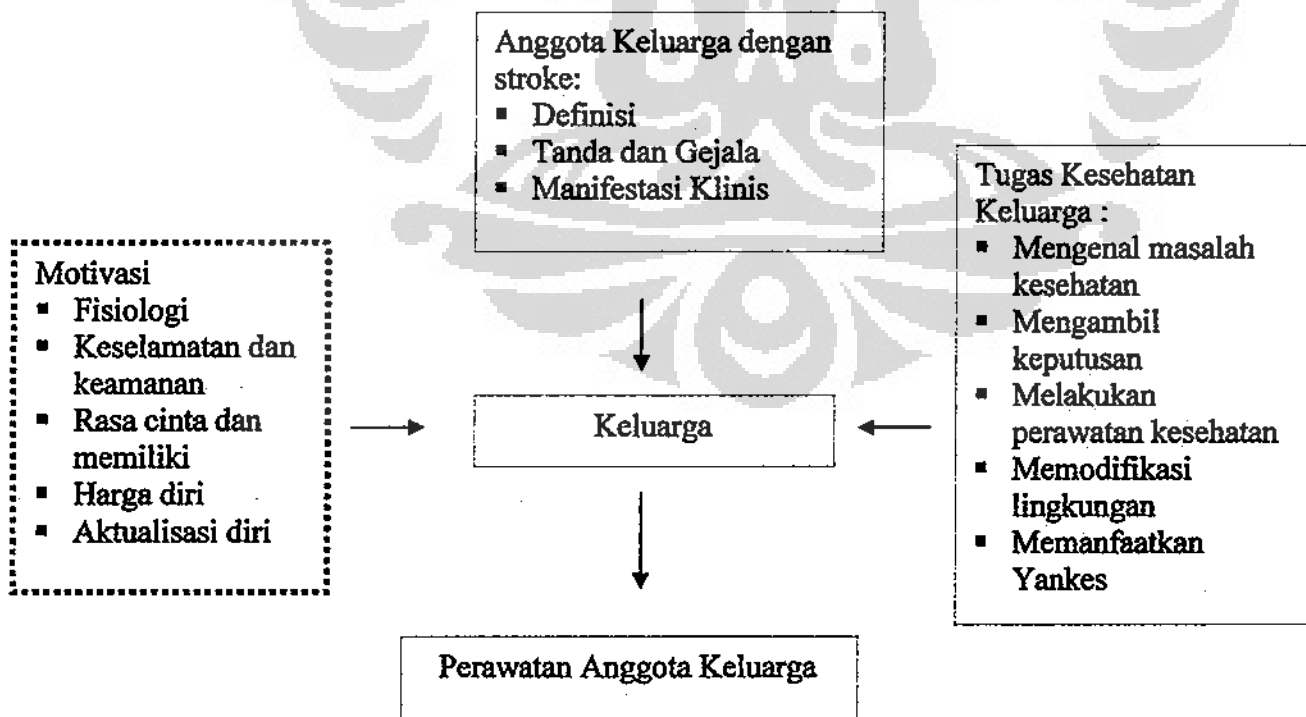 Anggota Keluarga dengan
stroke:
▪ Definisi
▪ Tanda dan Gejala
▪ Manifestasi Klinis
Motivasi
▪ Fisiologi
▪ Keselamatan dan
keamanan
▪ Rasa cinta dan
memiliki
▪ Harga diri
▪ Aktualisasi diri
Keluarga
Tugas Kesehatan
Keluarga :
▪ Mengenal masalah
kesehatan
▪ Mengambil
keputusan
▪ Melakukan
perawatan kesehatan
▪ Memodifikasi
lingkungan
▪ Memanfaatkan
Yankes
Perawatan Anggota Keluarga